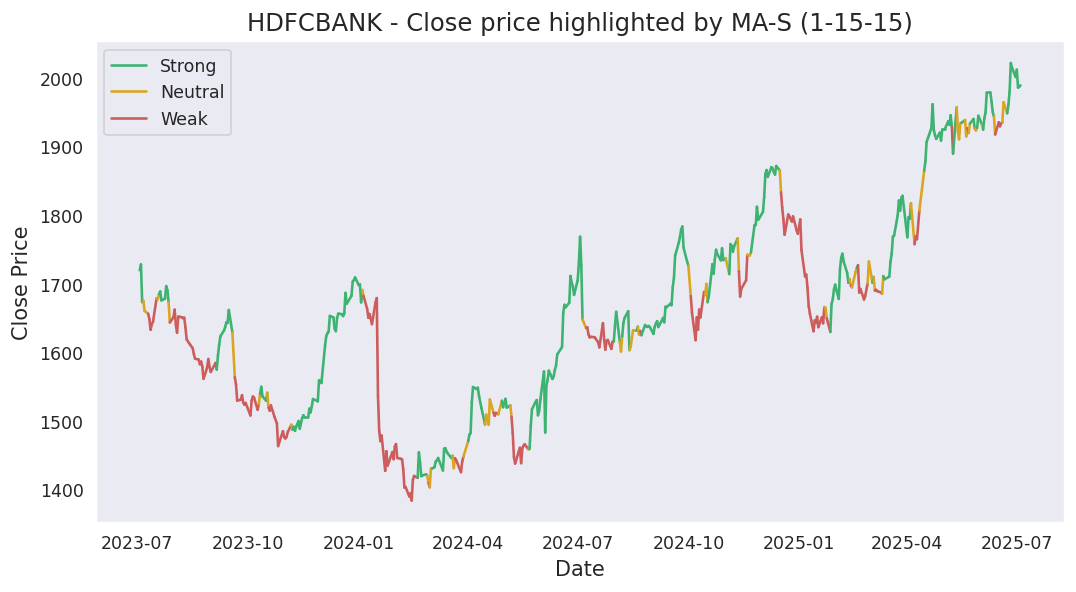 HDFCBANK - Close price highlighted by MA-S (1-15-15)
Strong
Neutral
Weak
2000
1900
1800
1700
1600
1500
1400
Close Price
2023-07 2023-10 2024-01 2024-04 2024-07 2024-10 2025-01 2025-04 2025-07
Date